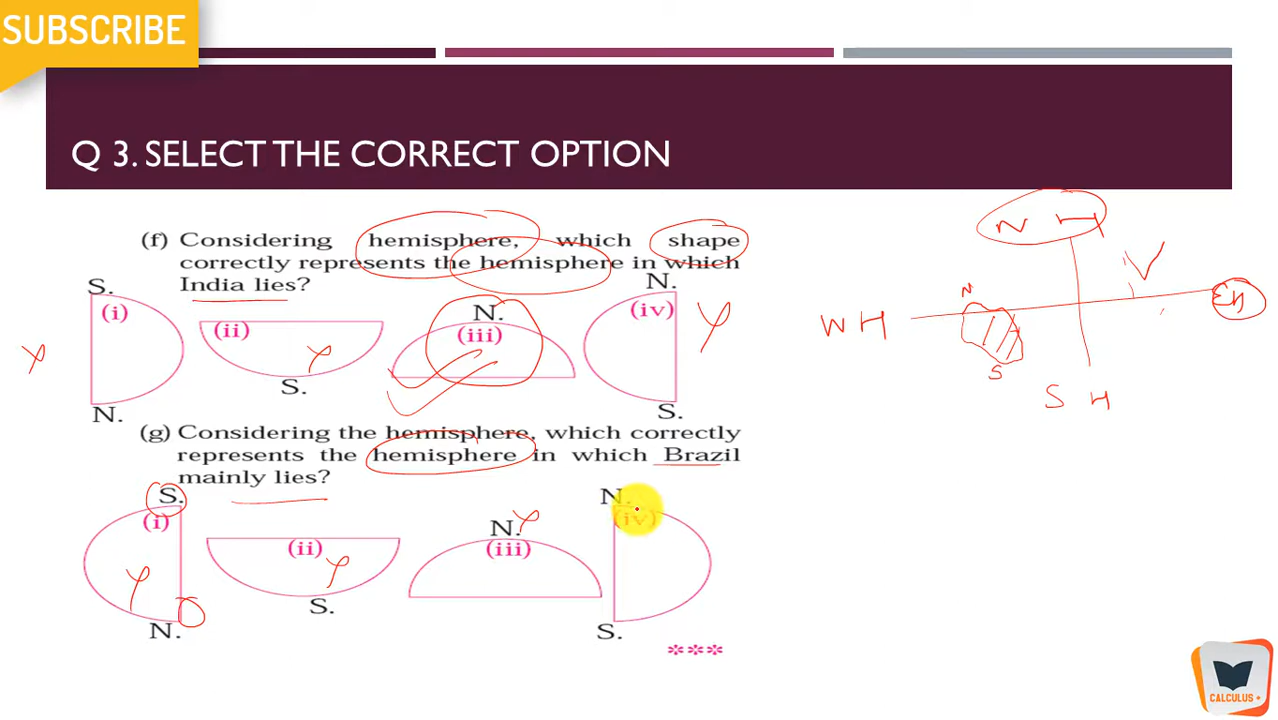 SUBSCRIBE
Q 3. SELECT THE CORRECT OPTION
(f) Considering hemisphere, which shape
correctly represents the hemisphere in which
India lies?
S. N. N.
(i) (ii) (iii) (iv)
S.
N. S.
(g) Considering the hemisphere, which correctly
represents the hemisphere in which Brazil
mainly lies?
S. N. N.
(i) (ii) (iii) (iv)
S.
N. S.
***
N H
N
W H EH
S
S H
CALCULUS +